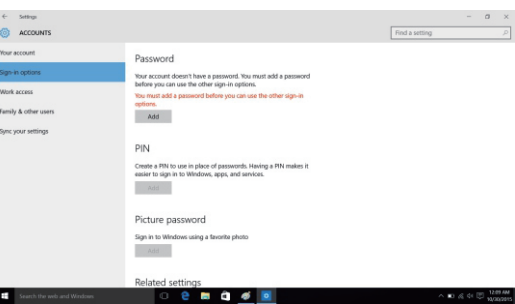 Settings
ACCOUNTS
Find a setting
Your account
Sign-in options
Work access
Family & other users
Sync your settings
Password
Your account doesn't have a password. You must add a password
before you can use the other sign-in options.
You must add a password before you can use the other sign-in
options.
Add
PIN
Create a PIN to use in place of passwords. Having a PIN makes it
easier to sign in to Windows, apps, and services.
Add
Picture password
Sign in to Windows using a favorite photo
Add
Related settings
Search the web and Windows
12:09 AM
10/30/2015